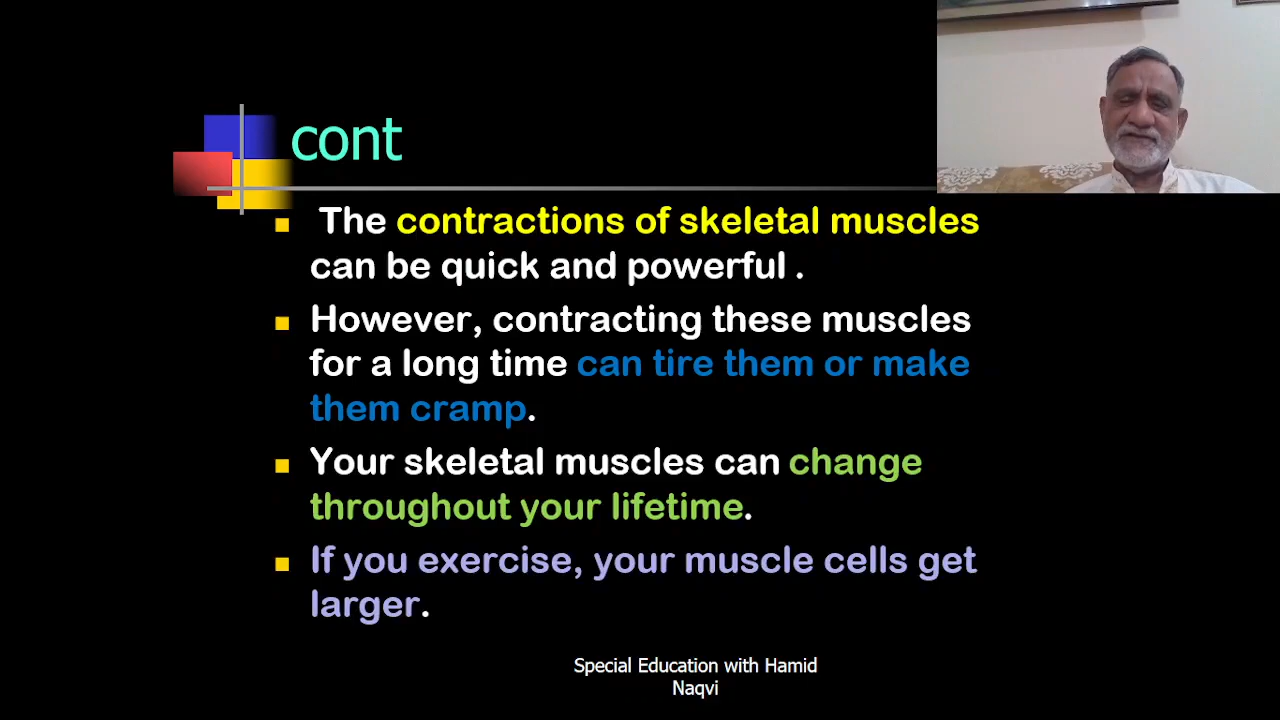 cont
The contractions of skeletal muscles
can be quick and powerful .
However, contracting these muscles
for a long time can tire them or make
them cramp.
Your skeletal muscles can change
throughout your lifetime.
If you exercise, your muscle cells get
larger.
Special Education with Hamid
Naqvi